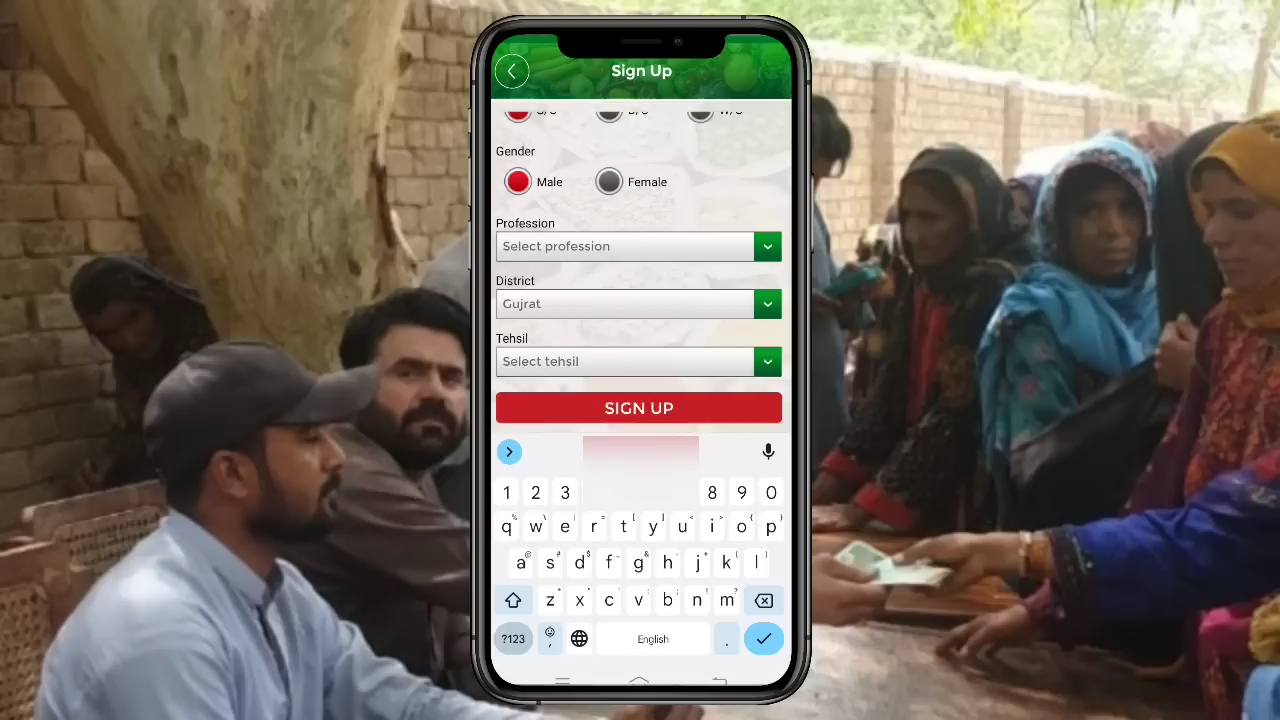 Sign Up
S/O D/O W/O
Gender
Male Female
Profession
Select profession
District
Gujrat
Tehsil
Select tehsil
SIGN UP
1 2 3 8 9 0
q w e r t y u i o p
a s d f g h j k l
z x c v b n m
?123 , English .